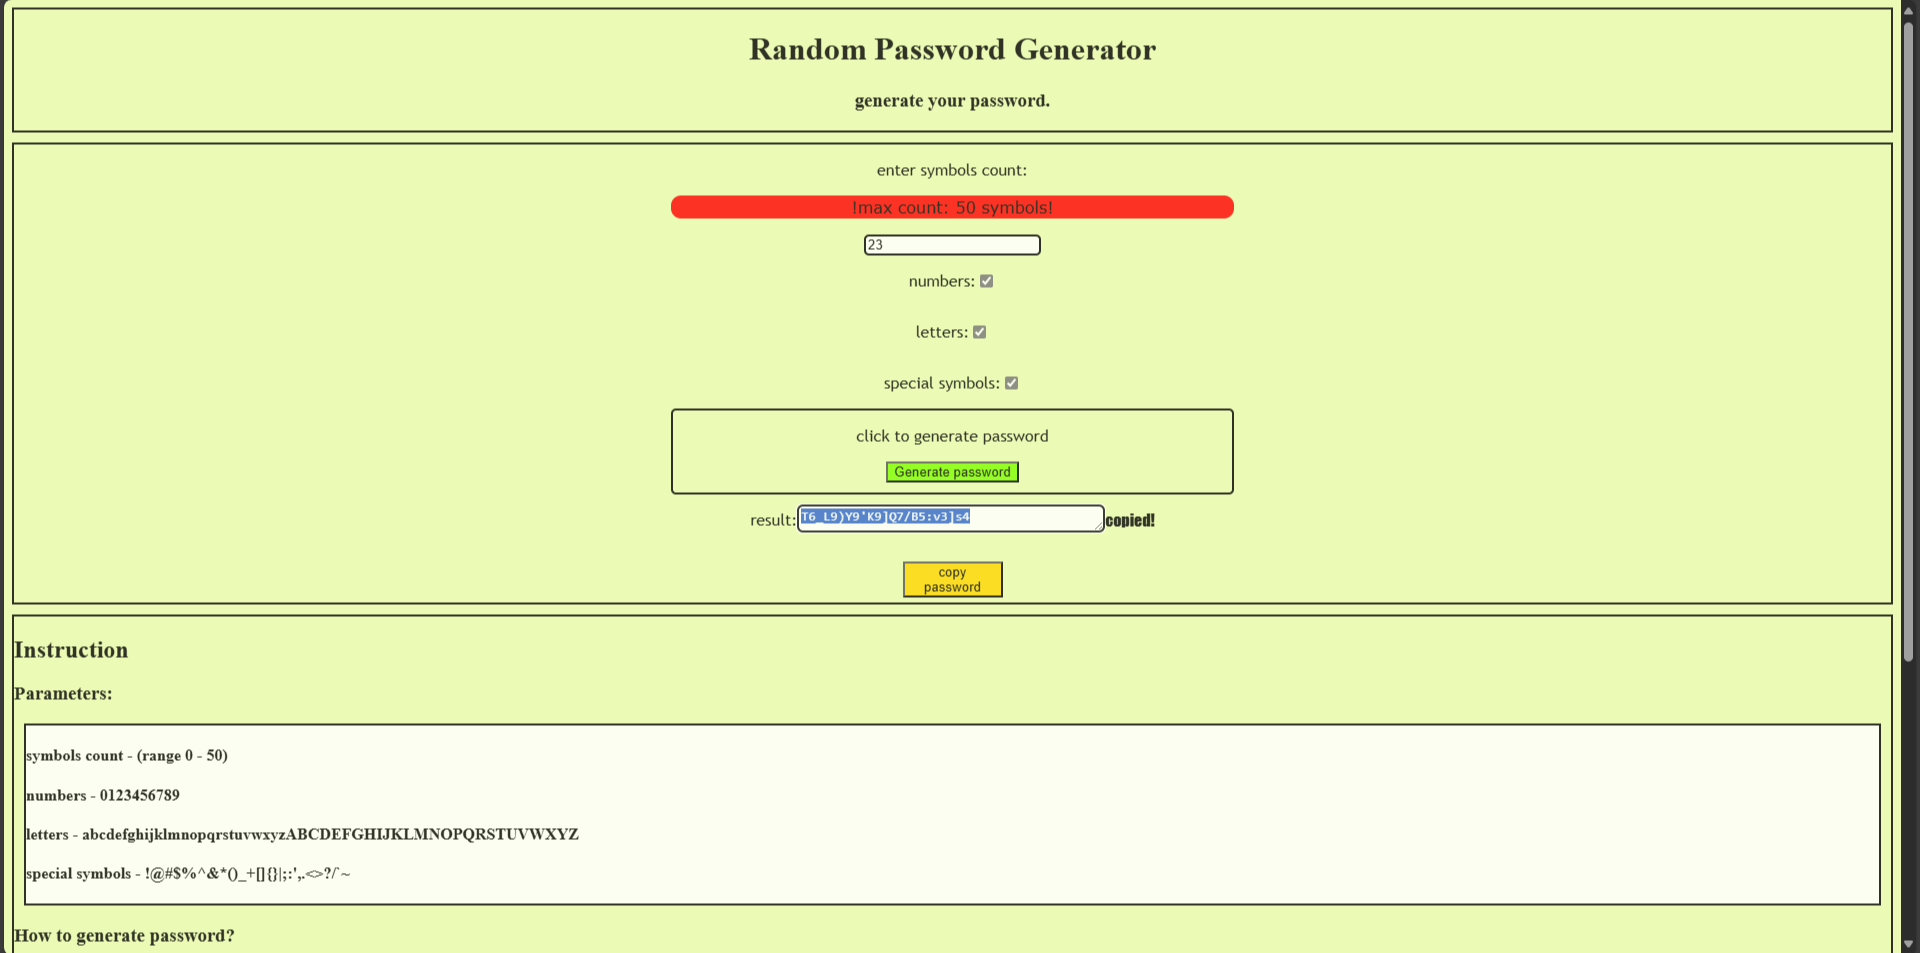 Random Password Generator
generate your password.
enter symbols count:
!max count: 50 symbols!
23
numbers:
letters:
special symbols:
click to generate password
Generate password
result: T6_L9)Y9'K9]Q7/B5:v3]s4 copied!
copy
password
Instruction
Parameters:
symbols count - (range 0 - 50)
numbers - 0123456789
letters - abcdefghijklmnopqrstuvwxyzABCDEFGHIJKLMNOPQRSTUVWXYZ
special symbols - !@#$%^&*()_+[]{}|;:',.<>?/`~
How to generate password?